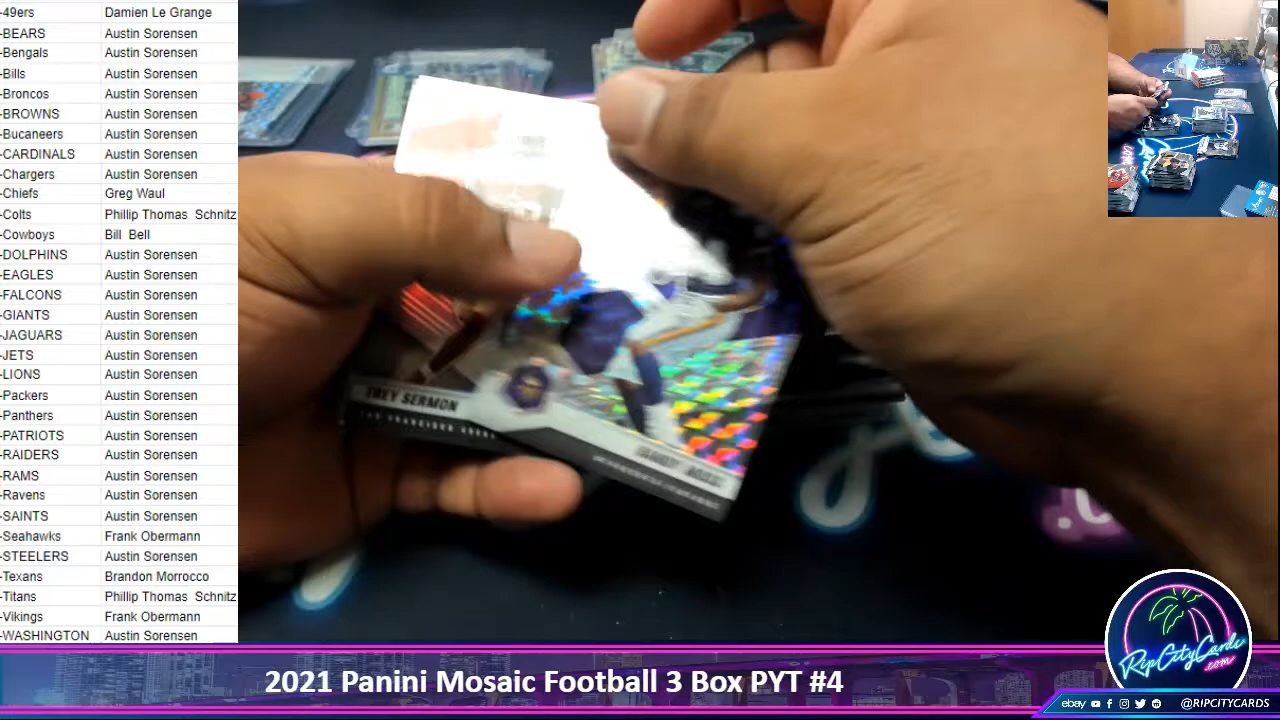 -49ers Damien Le Grange
-BEARS Austin Sorensen
-Bengals Austin Sorensen
-Bills Austin Sorensen
-Broncos Austin Sorensen
-BROWNS Austin Sorensen
-Bucaneers Austin Sorensen
-CARDINALS Austin Sorensen
-Chargers Austin Sorensen
-Chiefs Greg Waul
-Colts Phillip Thomas Schnitz
-Cowboys Bill Bell
-DOLPHINS Austin Sorensen
-EAGLES Austin Sorensen
-FALCONS Austin Sorensen
-GIANTS Austin Sorensen
-JAGUARS Austin Sorensen
-JETS Austin Sorensen
-LIONS Austin Sorensen
-Packers Austin Sorensen
-Panthers Austin Sorensen
-PATRIOTS Austin Sorensen
-RAIDERS Austin Sorensen
-RAMS Austin Sorensen
-Ravens Austin Sorensen
-SAINTS Austin Sorensen
-Seahawks Frank Obermann
-STEELERS Austin Sorensen
-Texans Brandon Morrocco
-Titans Phillip Thomas Schnitz
-Vikings Frank Obermann
-WASHINGTON Austin Sorensen
TREY SERMON
SAN FRANCISCO 49ERS
2021 Panini Mosaic Football 3 Box PYT #4
RipCityCards
.com
ebay @RIPCITYCARDS